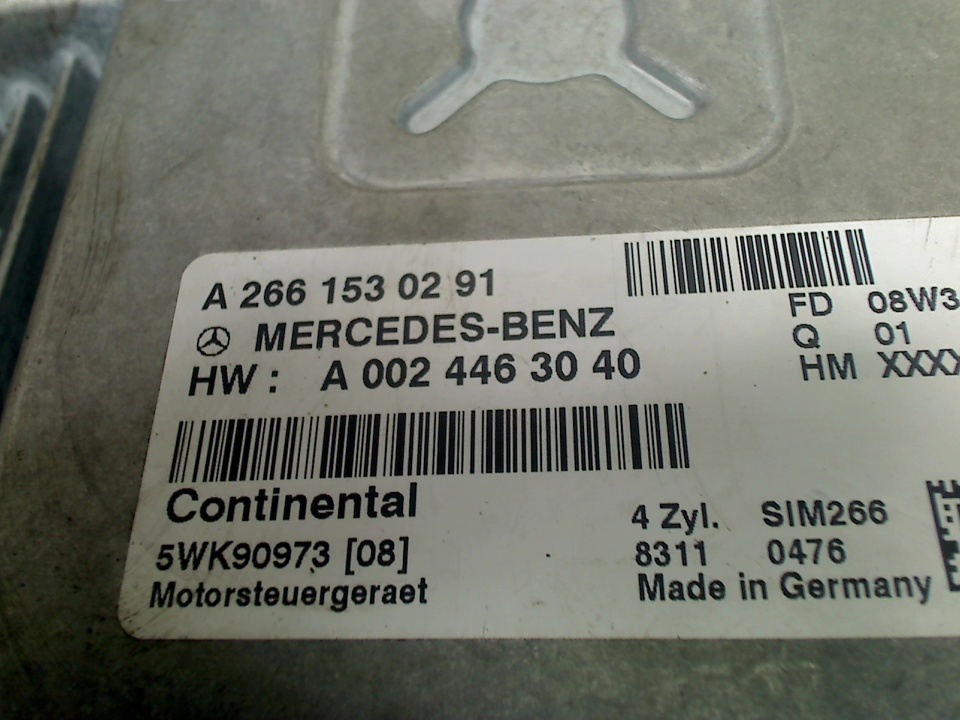 A 266 153 02 91
MERCEDES-BENZ
HW : A 002 446 30 40
FD 08W3
Q 01
HM XXXX
Continental
5WK90973 [08]
Motorsteuergeraet
4 Zyl. SIM266
8311 0476
Made in Germany